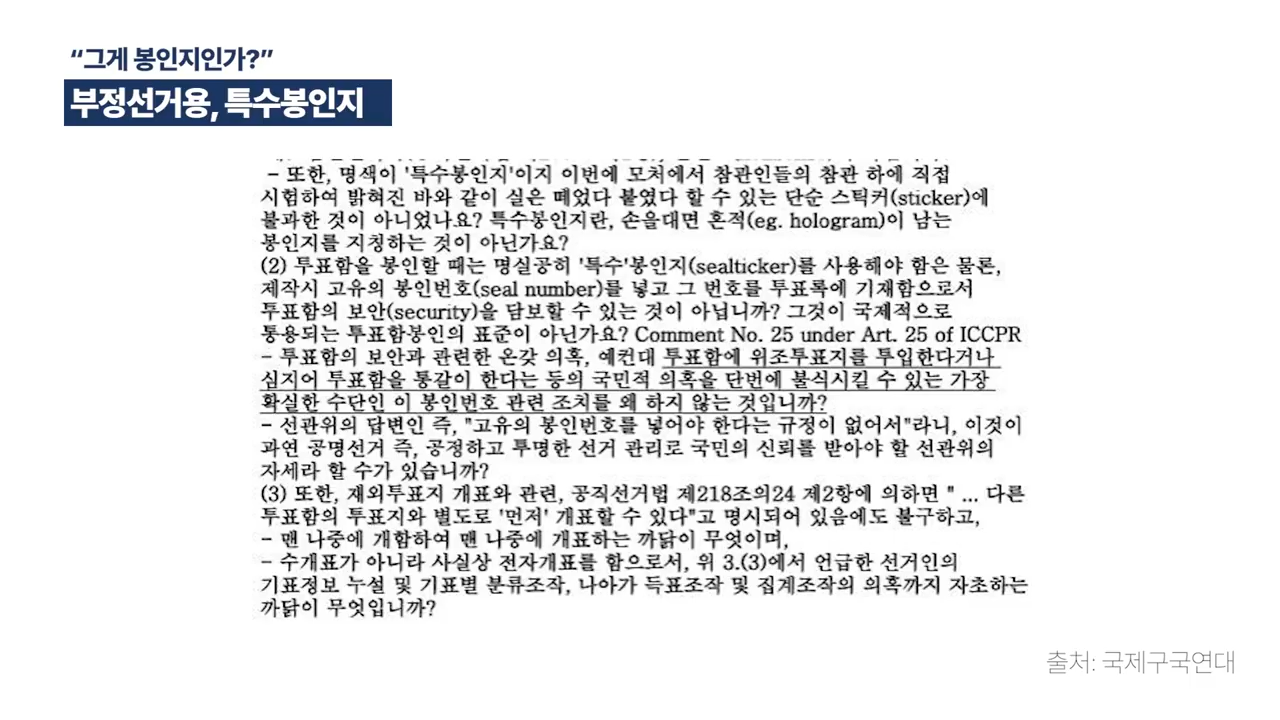 “그게 봉인지인가?”
부정선거용, 특수봉인지
- 또한, 명색이 '특수봉인지'이지 이번에 모처에서 참관인들의 참관 하에 직접
시험하여 밝혀진 바와 같이 실은 떼었다 붙였다 할 수 있는 단순 스틱커(sticker)에
불과한 것이 아니었나요? 특수봉인지란, 손을대면 흔적(eg. hologram)이 남는
봉인지를 지칭하는 것이 아닌가요?
(2) 투표함을 봉인할 때는 명실공히 '특수'봉인지(sealticker)를 사용해야 함은 물론,
제작시 고유의 봉인번호(seal number)를 넣고 그 번호를 투표록에 기재함으로서
투표함의 보안(security)을 담보할 수 있는 것이 아닙니까? 그것이 국제적으로
통용되는 투표함봉인의 표준이 아닌가요? Comment No. 25 under Art. 25 of ICCPR
- 투표함의 보안과 관련한 온갖 의혹, 예컨대 투표함에 위조투표지를 투입한다거나
심지어 투표함을 통갈이 한다는 등의 국민적 의혹을 단번에 불식시킬 수 있는 가장
확실한 수단인 이 봉인번호 관련 조치를 왜 하지 않는 것입니까?
- 선관위의 답변인 즉, "고유의 봉인번호를 넣어야 한다는 규정이 없어서"라니, 이것이
과연 공명선거 즉, 공정하고 투명한 선거 관리로 국민의 신뢰를 받아야 할 선관위의
자세라 할 수가 있습니까?
(3) 또한, 재외투표지 개표와 관련, 공직선거법 제218조의24 제2항에 의하면 " ... 다른
투표함의 투표지와 별도로 '먼저' 개표할 수 있다"고 명시되어 있음에도 불구하고,
- 맨 나중에 개함하여 맨 나중에 개표하는 까닭이 무엇이며,
- 수개표가 아니라 사실상 전자개표를 함으로서, 위 3.(3)에서 언급한 선거인의
기표정보 누설 및 기표별 분류조작, 나아가 득표조작 및 집계조작의 의혹까지 자초하는
까닭이 무엇입니까?
출처: 국제구국연대